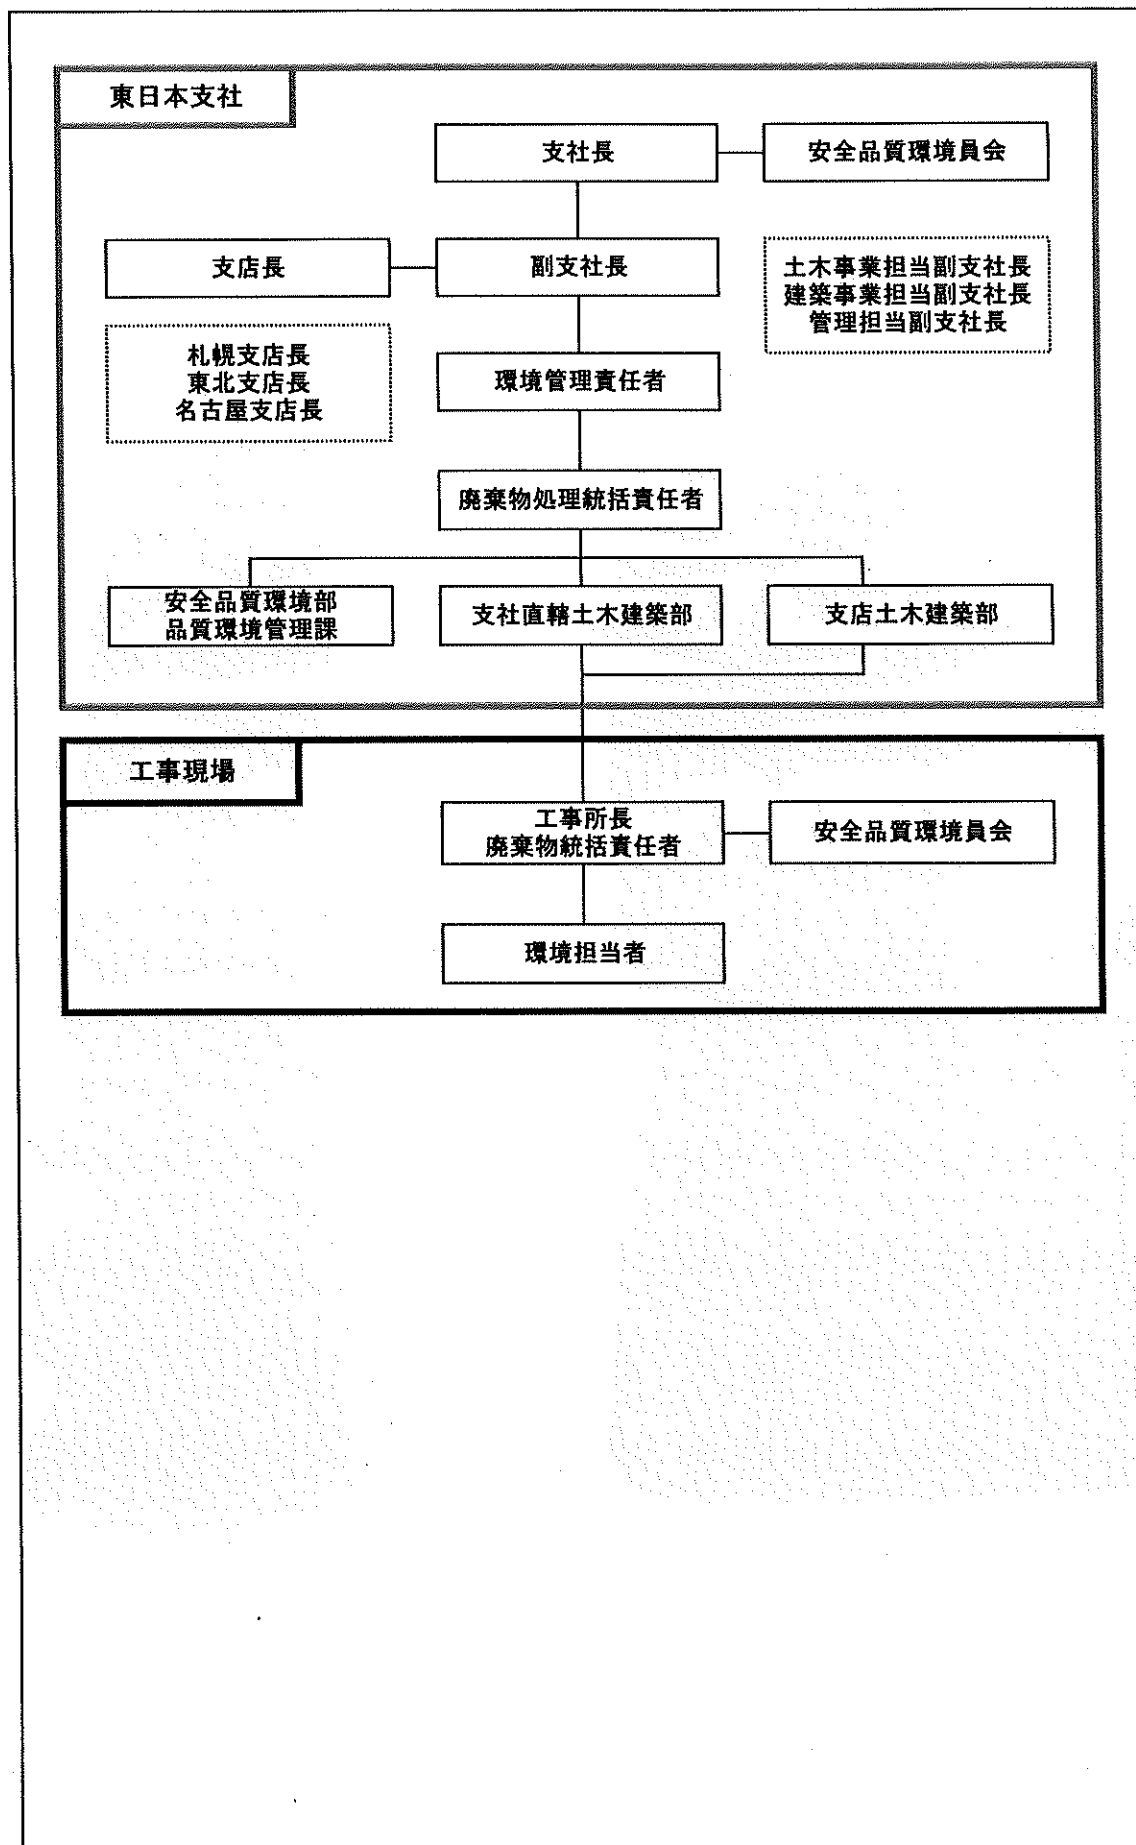 東日本支社
支社長
安全品質環境員会
支店長
副支社長
土木事業担当副支社長
建築事業担当副支社長
管理担当副支社長
札幌支店長
東北支店長
名古屋支店長
環境管理責任者
廃棄物処理統括責任者
安全品質環境部
品質環境管理課
支社直轄土木建築部
支店土木建築部
工事現場
工事所長
廃棄物統括責任者
安全品質環境員会
環境担当者